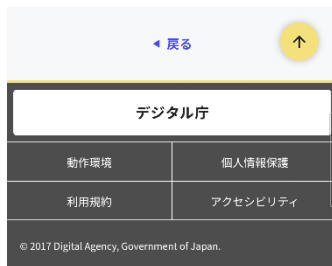 ◀ 戻る
デジタル庁
動作環境
個人情報保護
利用規約
アクセシビリティ
© 2017 Digital Agency, Government of Japan.